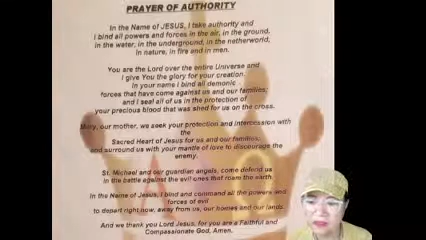 PRAYER OF AUTHORITY
In the Name of JESUS, I take authority and
I bind all powers and forces in the air, in the ground,
in the water, in the underground, in the netherworld,
in nature, in fire and in men.
You are the Lord over the entire Universe and
I give You the glory for your creation.
In your name I bind all demonic
forces that have come against us and our families;
and I seal all of us in the protection of
your precious blood that was shed for us on the cross.
Mary, our mother, we seek your protection and intercession with
the
Sacred Heart of Jesus for us and our families,
and surround us with your mantle of love to discourage the
enemy.
St. Michael and our guardian angels, come defend us
in the battle against the evil ones that roam the earth.
In the Name of Jesus, I bind and command all the powers and
forces of evil
to depart right now, away from us, our homes and our lands.
And we thank you Lord Jesus, for you are a Faithful and
Compassionate God, Amen.